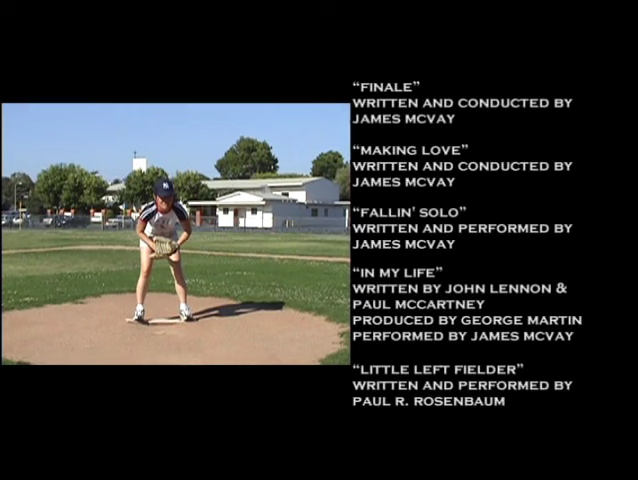 “FINALE”
WRITTEN AND CONDUCTED BY
JAMES MCVAY
“MAKING LOVE”
WRITTEN AND CONDUCTED BY
JAMES MCVAY
“FALLIN' SOLO”
WRITTEN AND PERFORMED BY
JAMES MCVAY
“IN MY LIFE”
WRITTEN BY JOHN LENNON &
PAUL MCCARTNEY
PRODUCED BY GEORGE MARTIN
PERFORMED BY JAMES MCVAY
“LITTLE LEFT FIELDER”
WRITTEN AND PERFORMED BY
PAUL R. ROSENBAUM